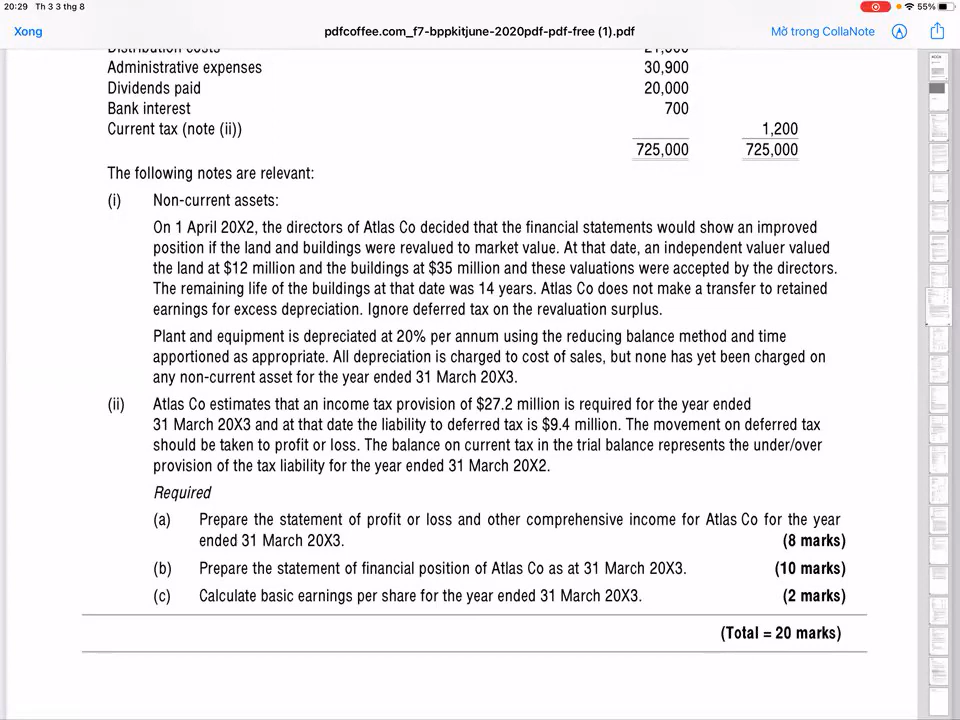 20:29 Th 3 3 thg 8
55%
Xong
pdfcoffee.com_f7-bppkitjune-2020pdf-pdf-free (1).pdf
Mở trong CollaNote
Distribution costs
Administrative expenses 30,900
Dividends paid 20,000
Bank interest 700
Current tax (note (ii)) 1,200
725,000 725,000
The following notes are relevant:
(i) Non-current assets:
On 1 April 20X2, the directors of Atlas Co decided that the financial statements would show an improved
position if the land and buildings were revalued to market value. At that date, an independent valuer valued
the land at $12 million and the buildings at $35 million and these valuations were accepted by the directors.
The remaining life of the buildings at that date was 14 years. Atlas Co does not make a transfer to retained
earnings for excess depreciation. Ignore deferred tax on the revaluation surplus.
Plant and equipment is depreciated at 20% per annum using the reducing balance method and time
apportioned as appropriate. All depreciation is charged to cost of sales, but none has yet been charged on
any non-current asset for the year ended 31 March 20X3.
(ii) Atlas Co estimates that an income tax provision of $27.2 million is required for the year ended
31 March 20X3 and at that date the liability to deferred tax is $9.4 million. The movement on deferred tax
should be taken to profit or loss. The balance on current tax in the trial balance represents the under/over
provision of the tax liability for the year ended 31 March 20X2.
Required
(a) Prepare the statement of profit or loss and other comprehensive income for Atlas Co for the year
ended 31 March 20X3. (8 marks)
(b) Prepare the statement of financial position of Atlas Co as at 31 March 20X3. (10 marks)
(c) Calculate basic earnings per share for the year ended 31 March 20X3. (2 marks)
(Total = 20 marks)